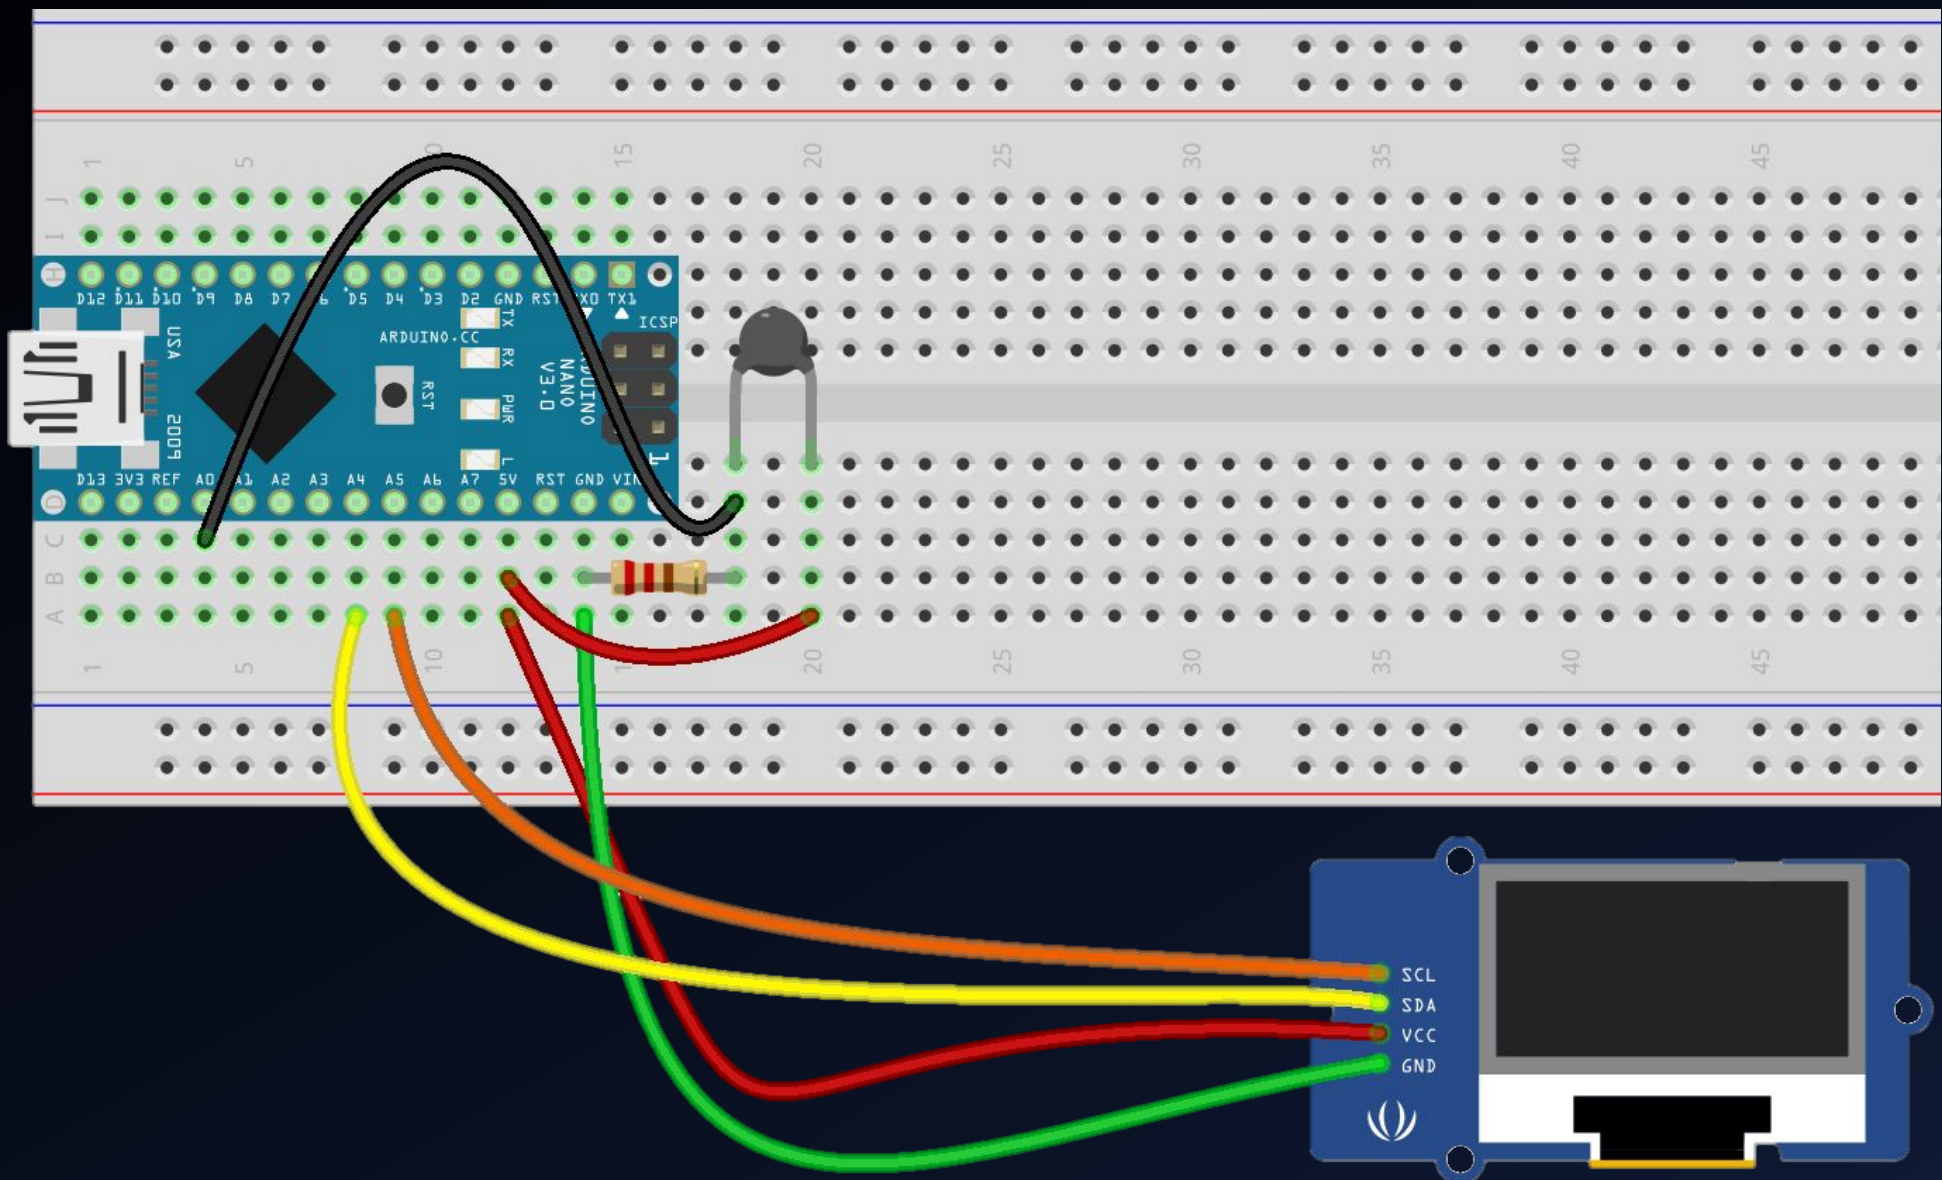 1 5 15 20 25 30 35 40 45
J
I
H
D12 D11 D10 D9 D8 D7 D5 D4 D3 D2 GND RST TX1
TX
ICSP
USA
ARDUINO.CC
RX
ARDUINO
NANO
V3.0
RST
PWR
2009
L
1
D13 3V3 REF A0 A1 A2 A3 A4 A5 A6 A7 5V RST GND VIN
D
C
B
A
1 5 10 20 25 30 35 40 45
SCL
SDA
VCC
GND